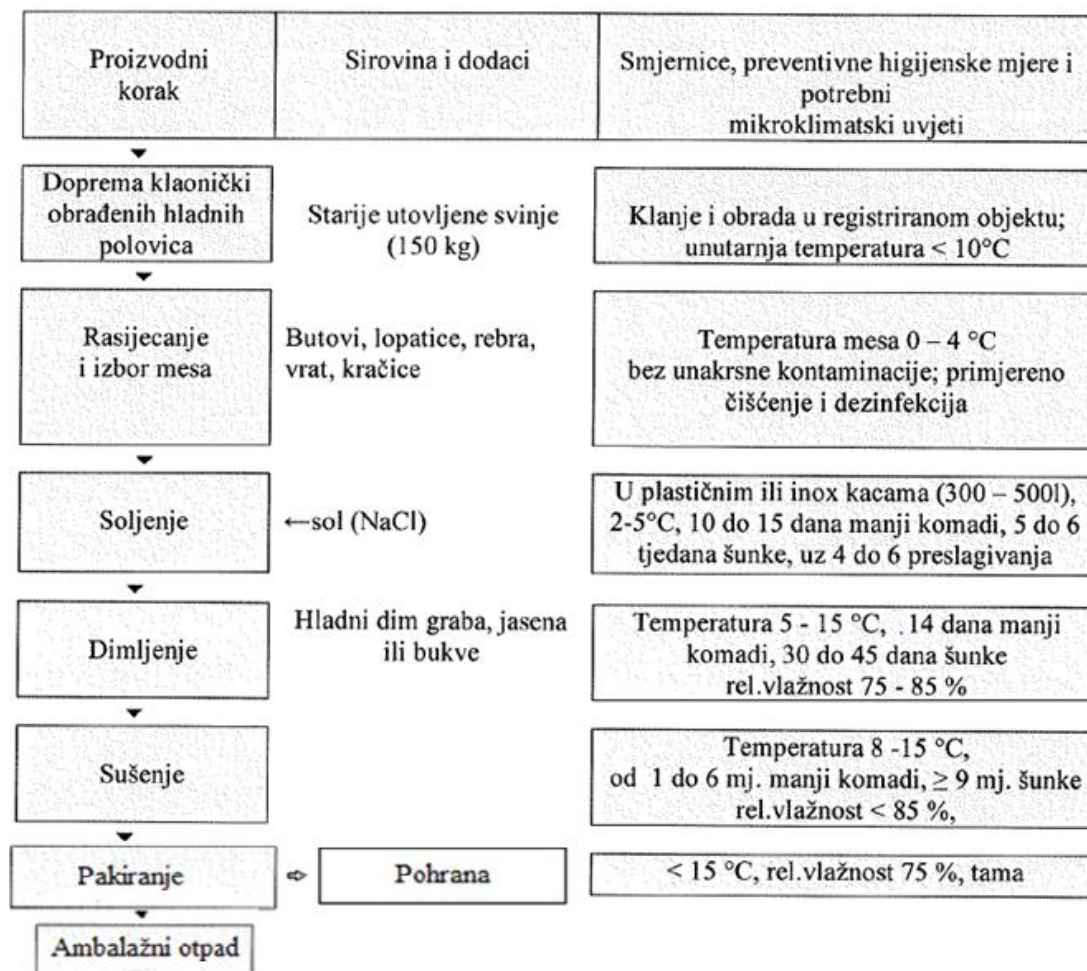 Proizvodni
korak
Sirovina i dodaci
Smjernice, preventivne higijenske mjere i
potrebni
mikroklimatski uvjeti
Doprema klaonički
obrađenih hladnih
polovica
Starije utovljene svinje
(150 kg)
Klanje i obrada u registriranom objektu;
unutarnja temperatura < 10°C
Rasijecanje
i izbor mesa
Butovi, lopatice, rebra,
vrat, kračice
Temperatura mesa 0 – 4 °C
bez unakrsne kontaminacije; primjereno
čišćenje i dezinfekcija
Soljenje
←sol (NaCl)
U plastičnim ili inox kacama (300 – 500l),
2-5°C, 10 do 15 dana manji komadi, 5 do 6
tjedana šunke, uz 4 do 6 preslagivanja
Dimljenje
Hladni dim graba, jasena
ili bukve
Temperatura 5 - 15 °C, . 14 dana manji
komadi, 30 do 45 dana šunke
rel.vlažnost 75 - 85 %
Sušenje
Temperatura 8 -15 °C,
od 1 do 6 mj. manji komadi, ≥ 9 mj. šunke
rel.vlažnost < 85 %,
Pakiranje
⇨
Pohrana
< 15 °C, rel.vlažnost 75 %, tama
Ambalažni otpad